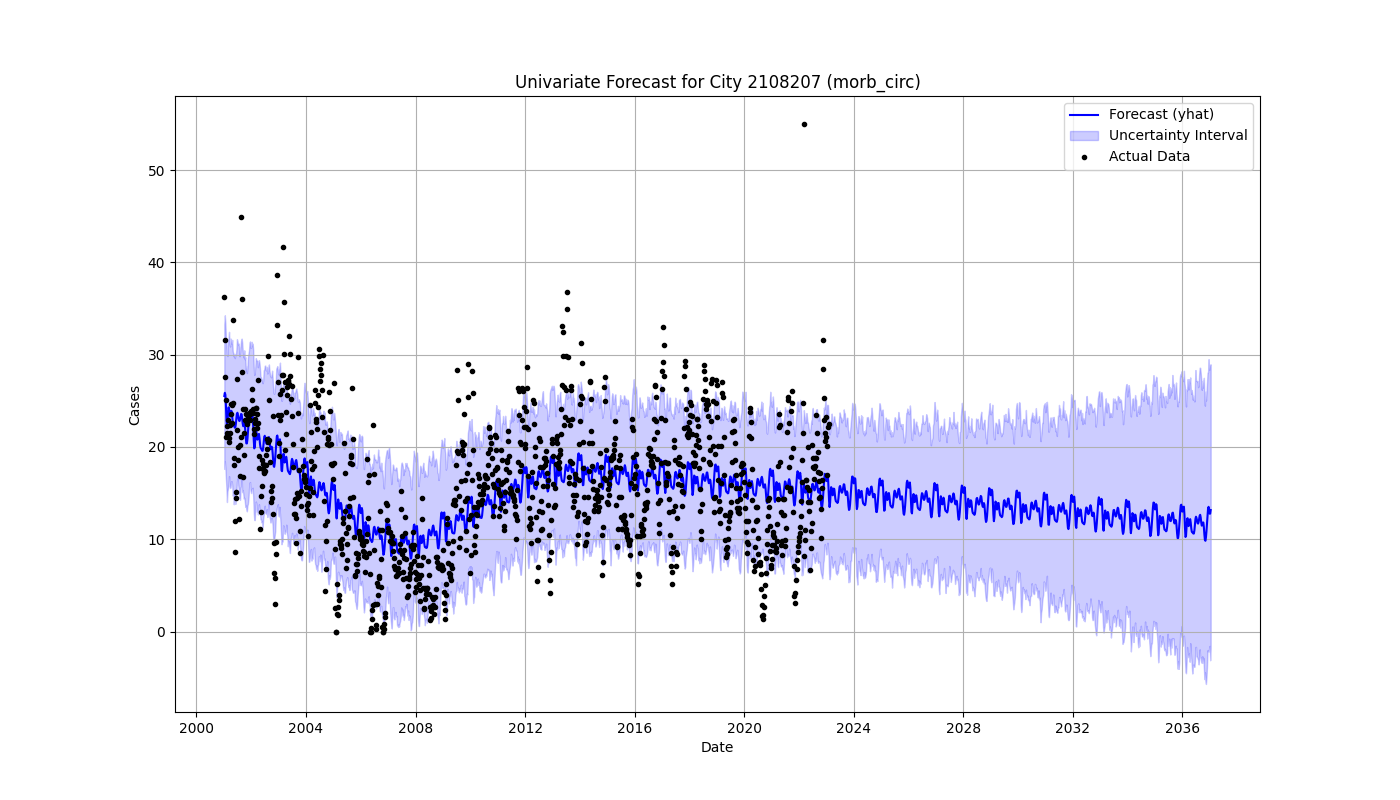 Univariate Forecast for City 2108207 (morb_circ)
Forecast (yhat)
Uncertainty Interval
Actual Data
Cases
50
40
30
20
10
0
2000 2004 2008 2012 2016 2020 2024 2028 2032 2036
Date